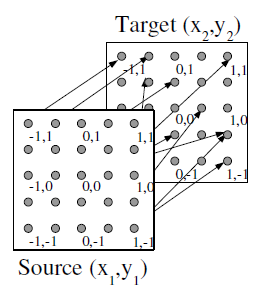 Target (x₂,y₂)
-1,1 0,1 1,1
0,0 1,0
0,-1 1,-1
-1,1 0,1 1,1
-1,0 0,0 1,0
-1,-1 0,-1 1,-1
Source (x₁,y₁)